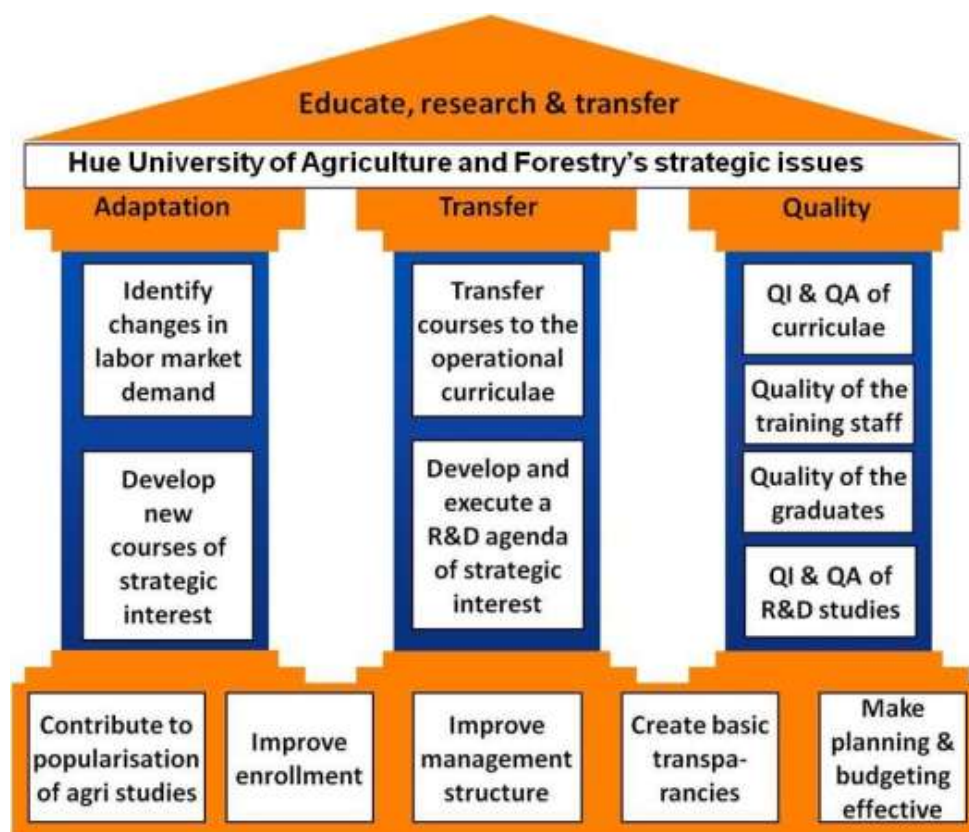 Educate, research & transfer
Hue University of Agriculture and Forestry's strategic issues
Adaptation
Identify
changes in
labor market
demand
Develop
new
courses of
strategic
interest
Transfer
Transfer
courses to the
operational
curriculae
Develop and
execute a
R&D agenda
of strategic
interest
Quality
QI & QA of
curriculae
Quality of the
training staff
Quality of the
graduates
QI & QA of
R&D studies
Contribute to
popularisation
of agri studies
Improve
enrollment
Improve
management
structure
Create basic
transpa-
rancies
Make
planning &
budgeting
effective